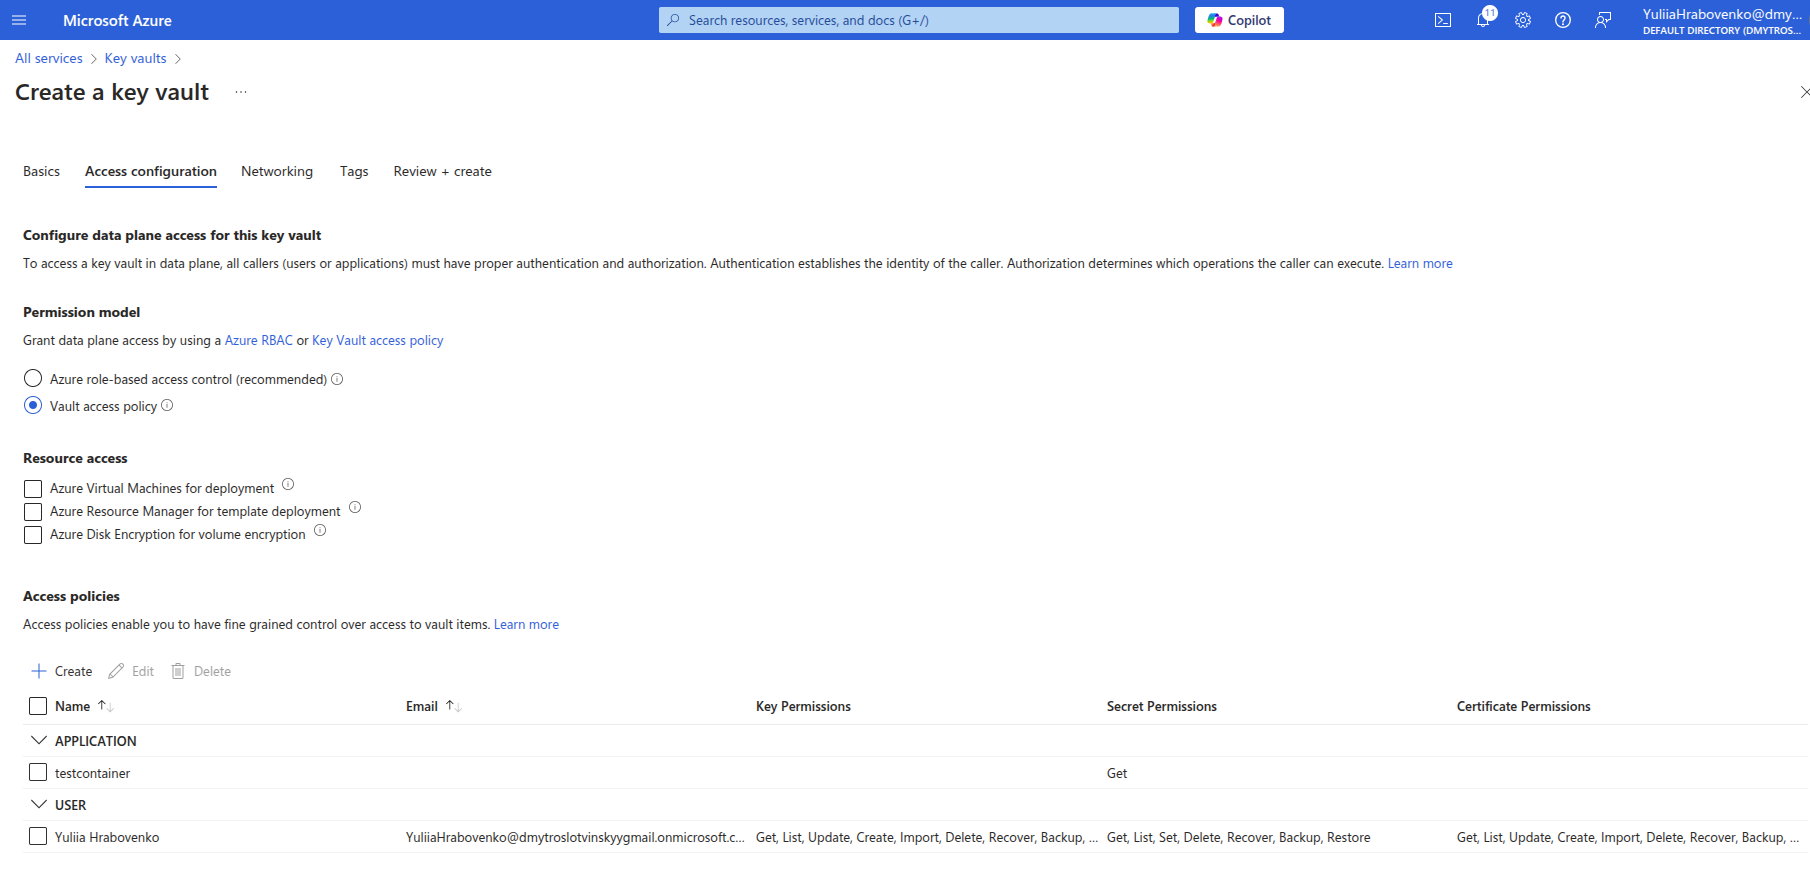 Microsoft Azure
Search resources, services, and docs (G+/)
Copilot
11
YuliiaHrabovenko@dmy...
DEFAULT DIRECTORY (DMYTROS...
All services > Key vaults >
Create a key vault ...
Basics Access configuration Networking Tags Review + create
Configure data plane access for this key vault
To access a key vault in data plane, all callers (users or applications) must have proper authentication and authorization. Authentication establishes the identity of the caller. Authorization determines which operations the caller can execute. Learn more
Permission model
Grant data plane access by using a Azure RBAC or Key Vault access policy
Azure role-based access control (recommended)
Vault access policy
Resource access
Azure Virtual Machines for deployment
Azure Resource Manager for template deployment
Azure Disk Encryption for volume encryption
Access policies
Access policies enable you to have fine grained control over access to vault items. Learn more
Create Edit Delete
Name Email Key Permissions Secret Permissions Certificate Permissions
APPLICATION
testcontainer Get
USER
Yuliia Hrabovenko YuliiaHrabovenko@dmytroslotvinskyygmail.onmicrosoft.c... Get, List, Update, Create, Import, Delete, Recover, Backup, ... Get, List, Set, Delete, Recover, Backup, Restore Get, List, Update, Create, Import, Delete, Recover, Backup, ...